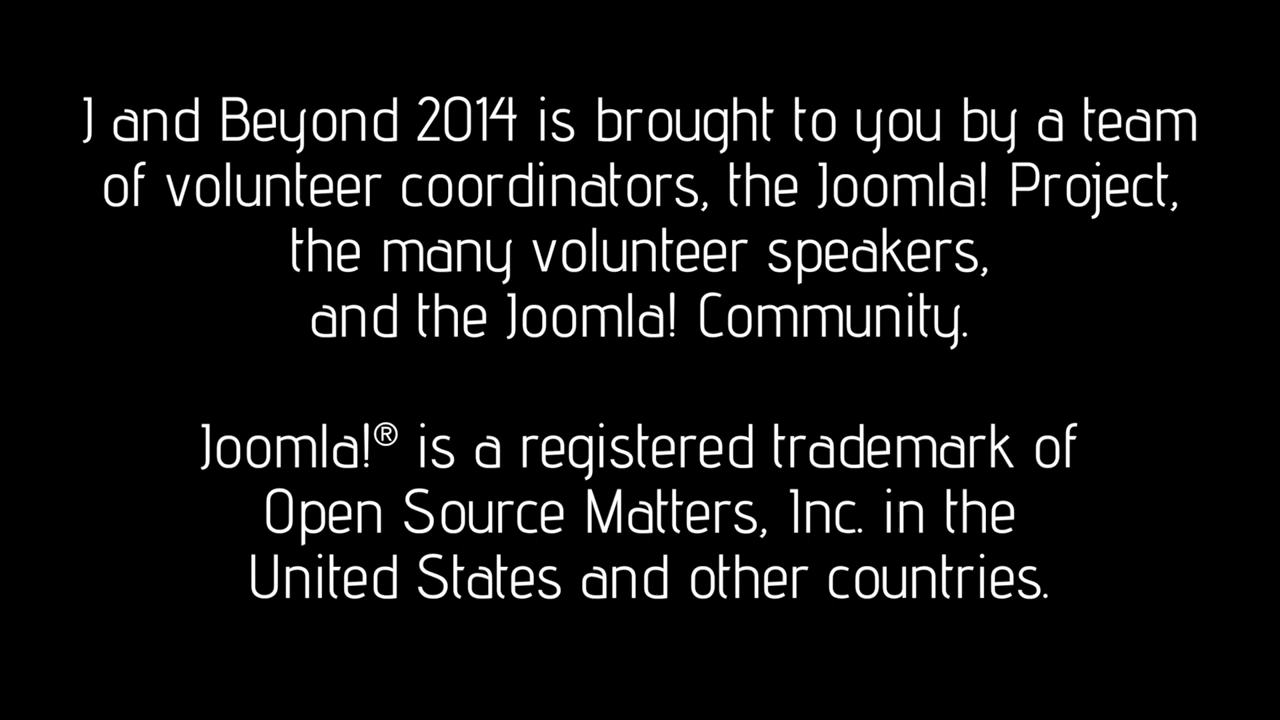 J and Beyond 2014 is brought to you by a team
of volunteer coordinators, the Joomla! Project,
the many volunteer speakers,
and the Joomla! Community.
Joomla!® is a registered trademark of
Open Source Matters, Inc. in the
United States and other countries.